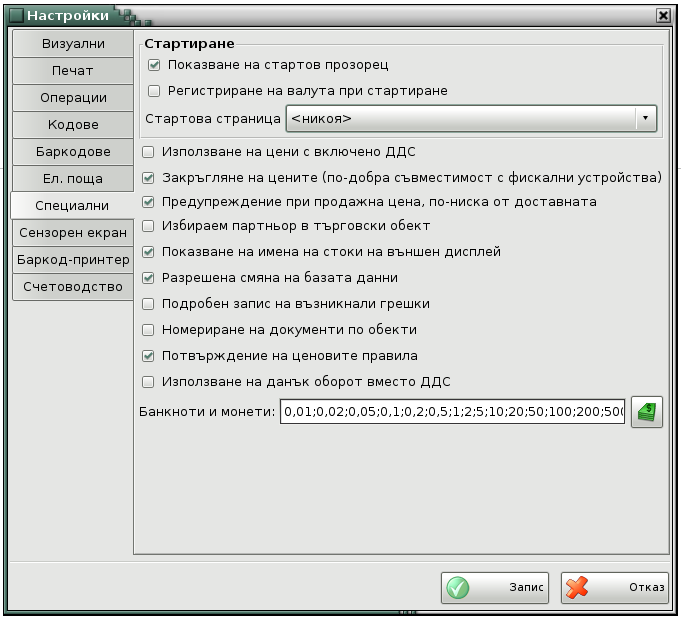 Настройки
Визуални
Печат
Операции
Кодове
Баркодове
Ел. поща
Специални
Сензорен екран
Баркод-принтер
Счетоводство
Стартиране
Показване на стартов прозорец
Регистриране на валута при стартиране
Стартова страница <никоя>
Използване на цени с включено ДДС
Закръгляне на цените (по-добра съвместимост с фискални устройства)
Предупреждение при продажна цена, по-ниска от доставната
Избираем партньор в търговски обект
Показване на имена на стоки на външен дисплей
Разрешена смяна на базата данни
Подробен запис на възникнали грешки
Номериране на документи по обекти
Потвърждение на ценовите правила
Използване на данък оборот вместо ДДС
Банкноти и монети: 0,01;0,02;0,05;0,1;0,2;0,5;1;2;5;10;20;50;100;200;500
Запис
Отказ